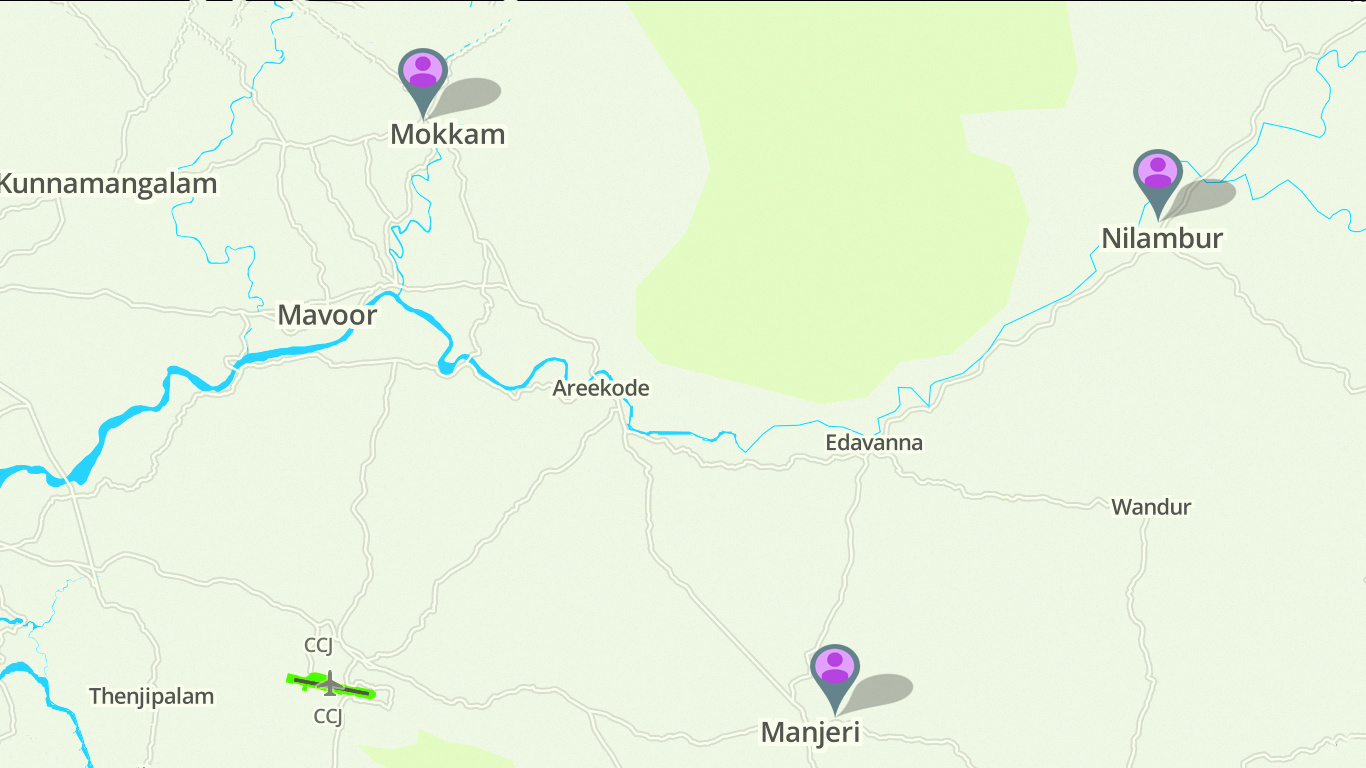 Mokkam
Kunnamangalam
Nilambur
Mavoor
Areekode
Edavanna
Wandur
CCJ
Thenjipalam
CCJ
Manjeri